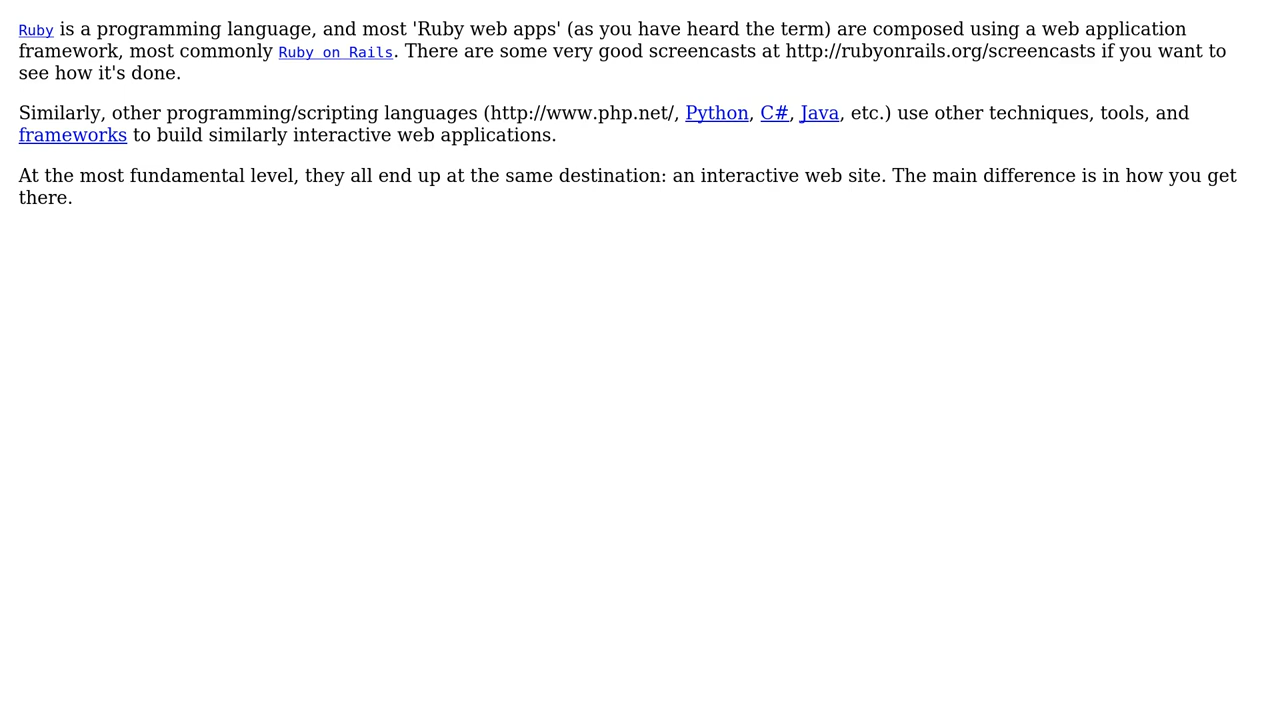 Ruby is a programming language, and most 'Ruby web apps' (as you have heard the term) are composed using a web application
framework, most commonly Ruby on Rails. There are some very good screencasts at http://rubyonrails.org/screencasts if you want to
see how it's done.
Similarly, other programming/scripting languages (http://www.php.net/, Python, C#, Java, etc.) use other techniques, tools, and
frameworks to build similarly interactive web applications.
At the most fundamental level, they all end up at the same destination: an interactive web site. The main difference is in how you get
there.